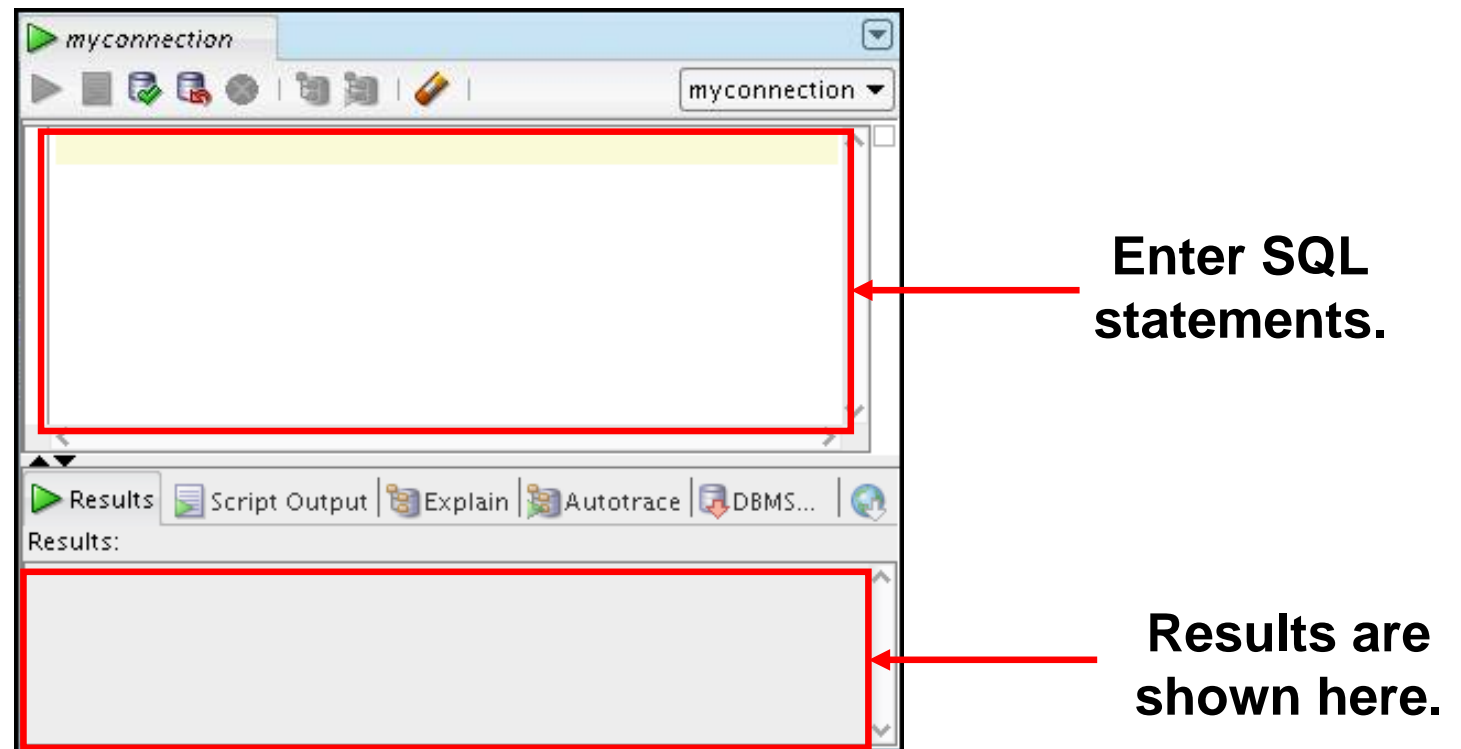 myconnection
myconnection
Enter SQL
statements.
Results Script Output Explain Autotrace DBMS...
Results:
Results are
shown here.